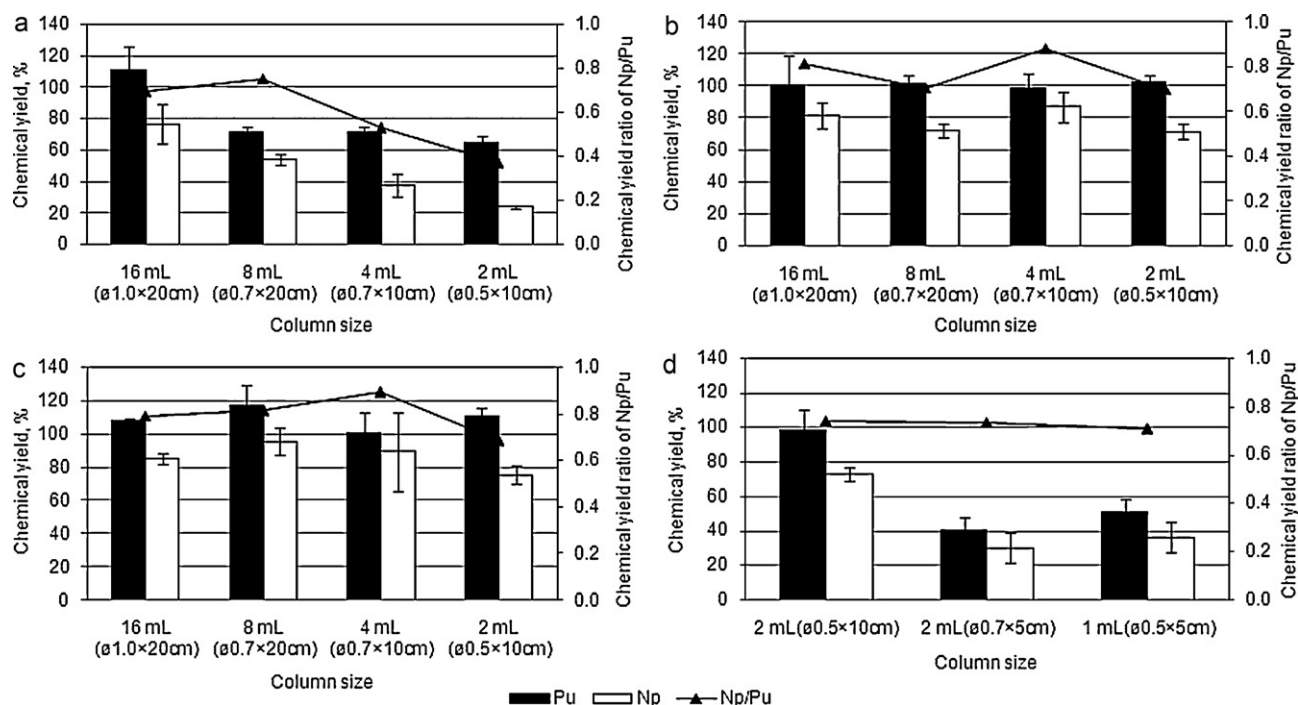 a
Chemical yield, %
140
120
100
80
60
40
20
0
1.0
0.8
0.6
0.4
0.2
0.0
Chemical yield ratio of Np/Pu
16 mL 8 mL 4 mL 2 mL
(ø1.0×20cm) (ø0.7×20cm) (ø0.7×10cm) (ø0.5×10cm)
Column size
b
Chemical yield, %
140
120
100
80
60
40
20
0
1.0
0.8
0.6
0.4
0.2
0.0
Chemical yield ratio of Np/Pu
16 mL 8 mL 4 mL 2 mL
(ø1.0×20cm) (ø0.7×20cm) (ø0.7×10cm) (ø0.5×10cm)
Column size
c
Chemical yield, %
140
120
100
80
60
40
20
0
1.0
0.8
0.6
0.4
0.2
0.0
Chemical yield ratio of Np/Pu
16 mL 8 mL 4 mL 2 mL
(ø1.0×20cm) (ø0.7×20cm) (ø0.7×10cm) (ø0.5×10cm)
Column size
d
Chemical yield, %
140
120
100
80
60
40
20
0
1.0
0.8
0.6
0.4
0.2
0.0
Chemical yield ratio of Np/Pu
2 mL(ø0.5×10cm) 2 mL(ø0.7×5cm) 1 mL(ø0.5×5cm)
Column size
Pu Np Np/Pu